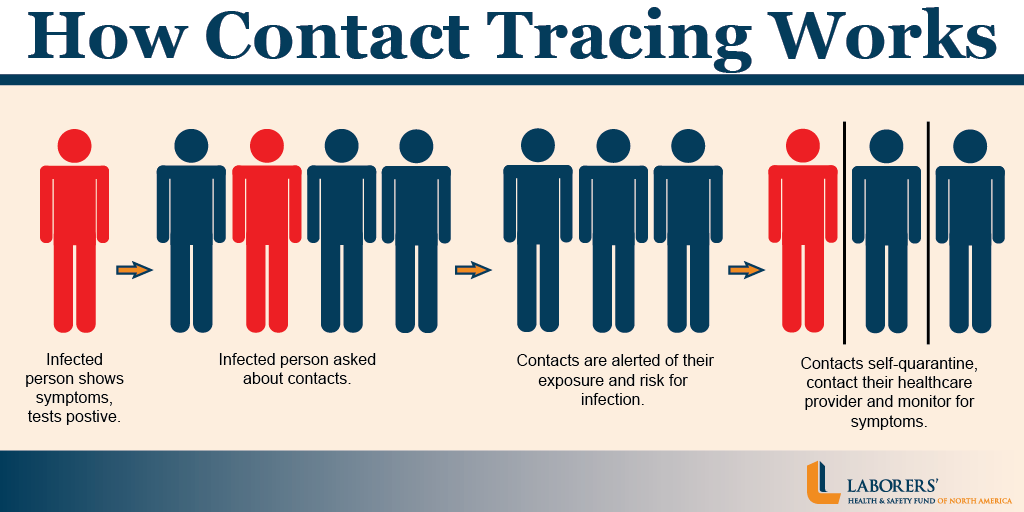 How Contact Tracing Works
Infected
person shows
symptoms,
tests postive.
Infected person asked
about contacts.
Contacts are alerted of their
exposure and risk for
infection.
Contacts self-quarantine,
contact their healthcare
provider and monitor for
symptoms.
LABORERS'
HEALTH & SAFETY FUND OF NORTH AMERICA